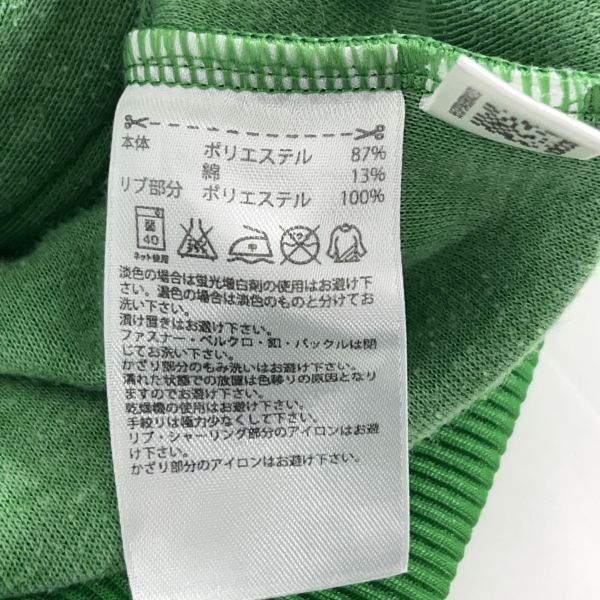 本体 ポリエステル 87%
綿 13%
リブ部分 ポリエステル 100%
弱 40
ネット使用
淡色の場合は蛍光増白剤の使用はお避け下
さい。濃色の場合は淡色のものと分けてお
洗い下さい。
漬け置きはお避け下さい。
ファスナー・ベルクロ・釦・バックルは閉
じてお洗い下さい。
かざり部分のもみ洗いはお避け下さい。
濡れた状態での放置は色移りの原因となり
ますのでお避け下さい。
乾燥機の使用はお避け下さい。
手絞りは極力少なくして下さい。
リブ・シャーリング部分のアイロンはお避
け下さい。
かざり部分のアイロンはお避け下さい。